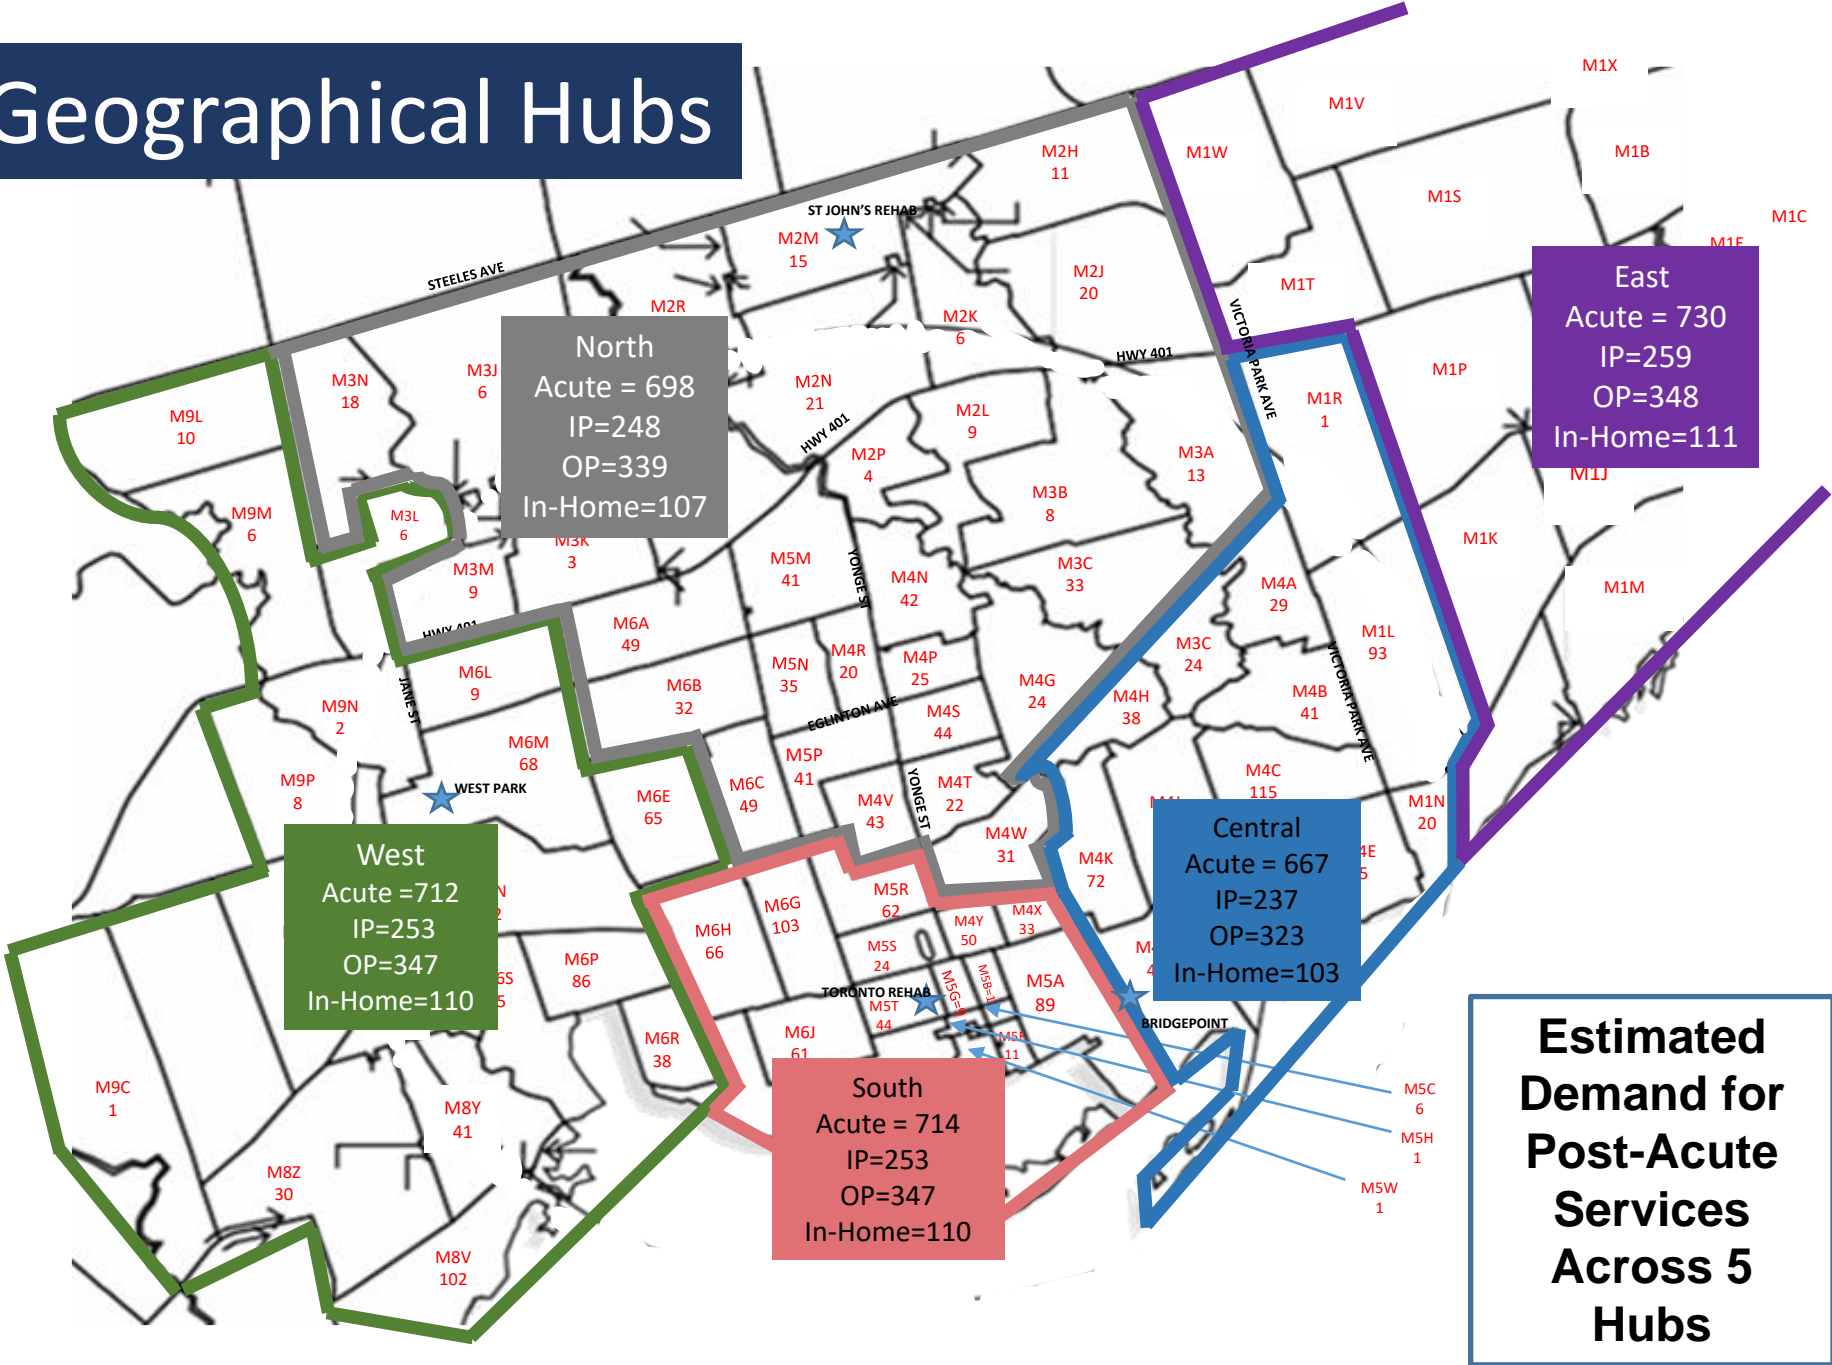 Geographical Hubs
M1X
M1V
M1B
M1W
M2H
11
M1S
M1C
ST JOHN'S REHAB
M2M
15
STEELES AVE
M2J
20
M1T
M2R
M2K
6
VICTORIA PARK AVE
HWY 401
East
Acute = 730
IP=259
OP=348
In-Home=111
North
Acute = 698
IP=248
OP=339
In-Home=107
M3N
18
M3J
6
M2N
21
M1P
M1R
1
M9L
10
M2L
9
HWY 401
M2P
4
M3A
13
M1J
M3B
8
M9M
6
M3L
6
M1K
M3K
3
M3M
9
M5M
41
YONGE ST
M4N
42
M3C
33
M4A
29
M1M
HWY 401
M6A
49
M1L
93
M3C
24
M5N
35
M4R
20
M4P
25
VICTORIA PARK AVE
M6L
9
JANE ST
M6B
32
M4G
24
M4H
38
M4B
41
M9N
2
EGLINTON AVE
M4S
44
M6M
68
M5P
41
M9P
8
WEST PARK
M6E
65
M6C
49
M4V
43
YONGE ST
M4T
22
M4C
115
M1N
20
M4W
31
M4K
72
West
Acute =712
IP=253
OP=347
In-Home=110
Central
Acute = 667
IP=237
OP=323
In-Home=103
M5R
62
M6G
103
M6H
66
M4Y
50
M4X
33
M5S
24
M6P
86
M5A
89
TORONTO REHAB
M5G=9
M5T
44
BRIDGEPOINT
M6R
38
M6J
61
11
South
Acute = 714
IP=253
OP=347
In-Home=110
M9C
1
M8Y
41
M5C
6
M5H
1
M8Z
30
M5W
1
M8V
102
Estimated
Demand for
Post-Acute
Services
Across 5
Hubs